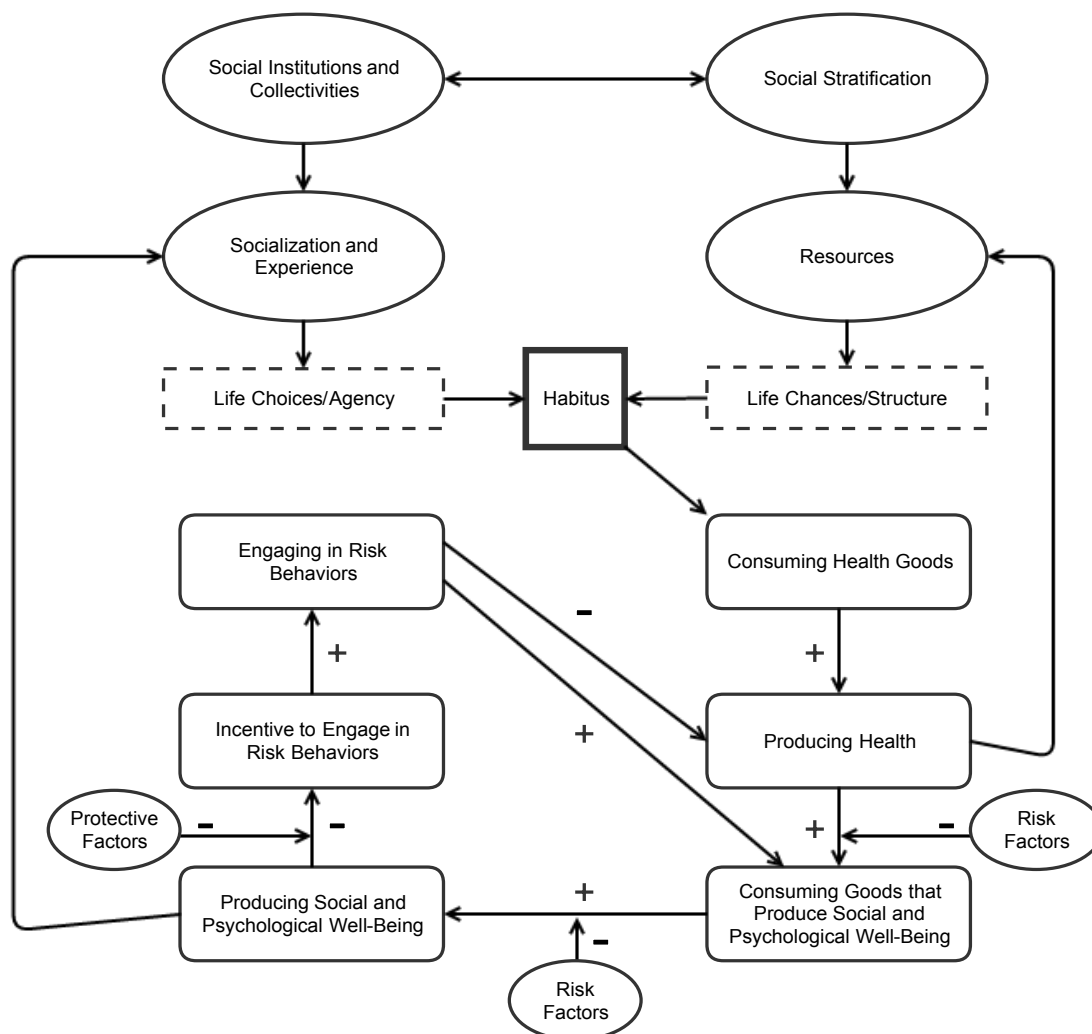 Social Institutions and
Collectivities
Social Stratification
Socialization and
Experience
Resources
Life Choices/Agency
Habitus
Life Chances/Structure
Engaging in Risk
Behaviors
Consuming Health Goods
-
+
+
Incentive to Engage in
Risk Behaviors
+
Producing Health
Protective
Factors
-
-
+
-
Risk
Factors
Producing Social and
Psychological Well-Being
+
-
Consuming Goods that
Produce Social and
Psychological Well-Being
Risk
Factors